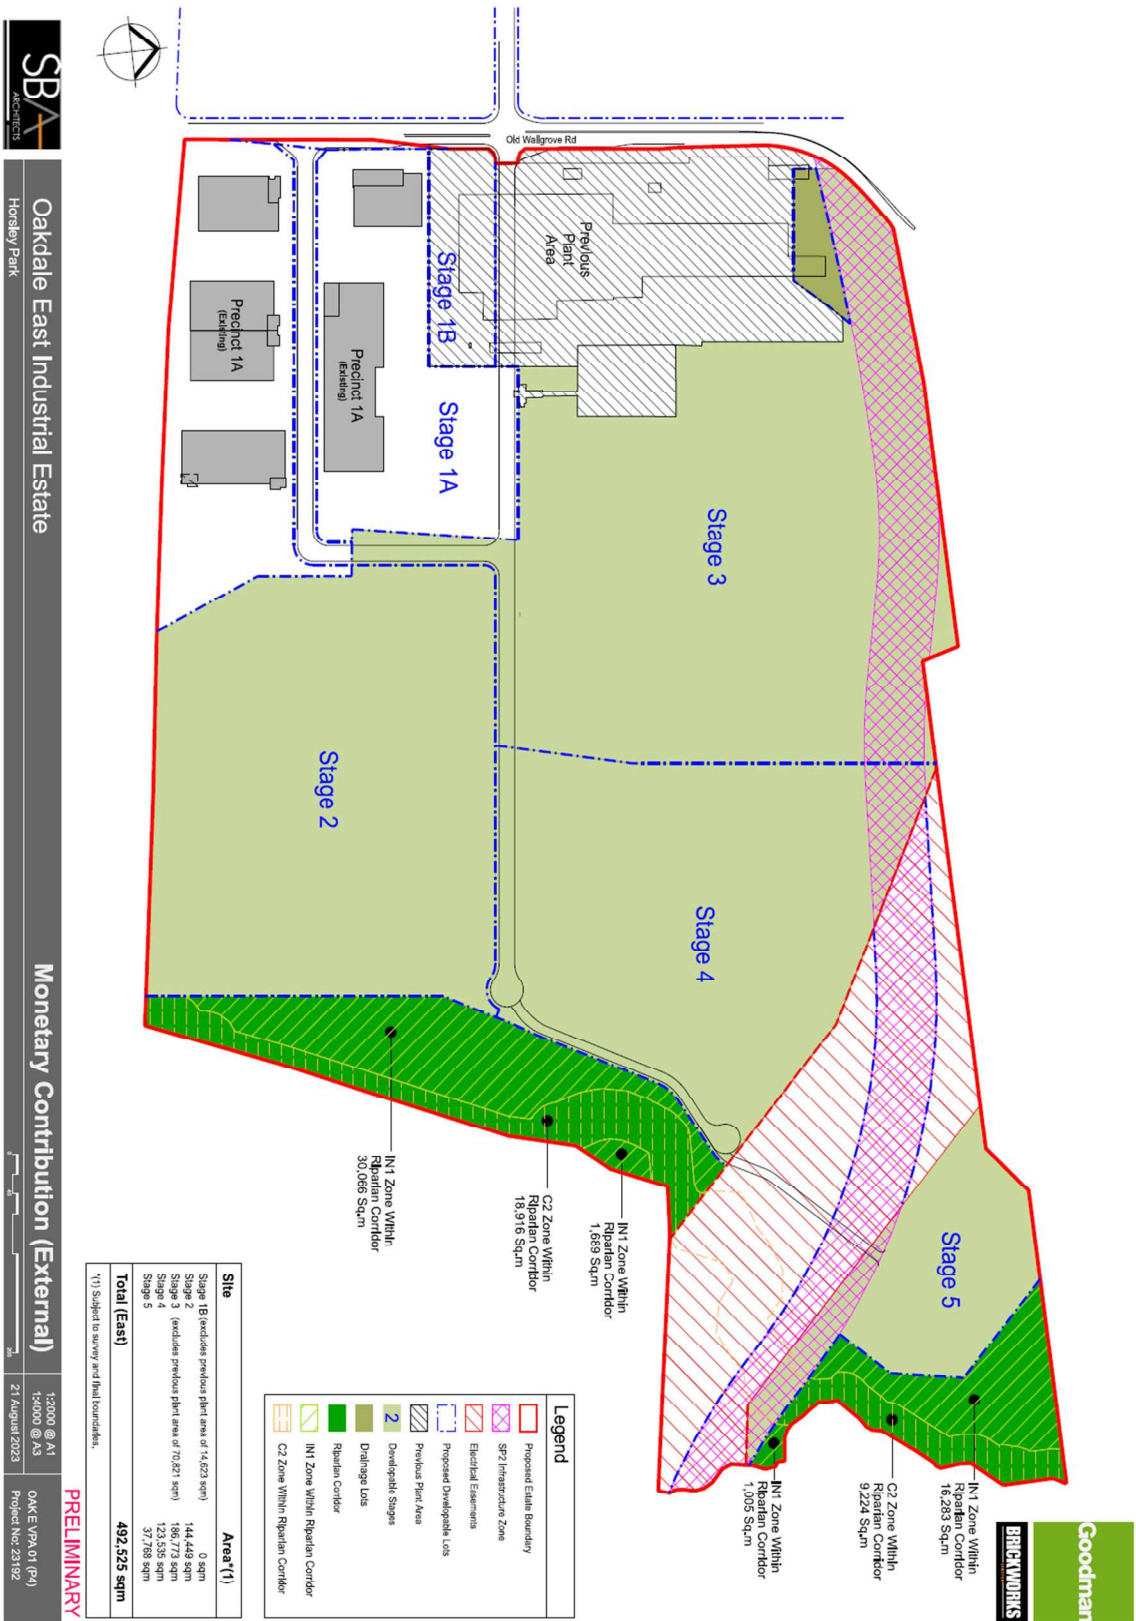 Goodman
BRICKWORKS
Old Wallgrove Rd
Previous
Plant
Area
Stage 1B
Stage 1A
Precinct 1A
(Existing)
Precinct 1A
(Existing)
Stage 3
Stage 2
Stage 4
Stage 5
IN1 Zone Within
Riparian Corridor
30,066 Sq.m
C2 Zone Within
Riparian Corridor
18,916 Sq.m
IN1 Zone Within
Riparian Corridor
1,689 Sq.m
IN1 Zone Within
Riparian Corridor
16,283 Sq.m
C2 Zone Within
Riparian Corridor
9,224 Sq.m
IN1 Zone Within
Riparian Corridor
1,005 Sq.m
Legend
Proposed Estate Boundary
SP2 Infrastructure Zone
Electrical Easements
Proposed Developable Lots
Previous Plant Area
2 Developable Stages
Drainage Lots
Riparian Corridor
IN1 Zone Within Riparian Corridor
C2 Zone Within Riparian Corridor
Site Area*(1)
Stage 1B (excludes previous plant area of 14,623 sqm) 0 sqm
Stage 2 144,449 sqm
Stage 3 (excludes previous plant area of 70,821 sqm) 186,773 sqm
Stage 4 123,535 sqm
Stage 5 37,768 sqm
Total (East) 492,525 sqm
*(1) Subject to survey and final boundaries.
PRELIMINARY
SBA
ARCHITECTS
Oakdale East Industrial Estate
Horsley Park
Monetary Contribution (External)
0 40 200
1:2000 @ A1
1:4000 @ A3
21 August 2023
OAK E VPA 01 (P4)
Project No: 23192